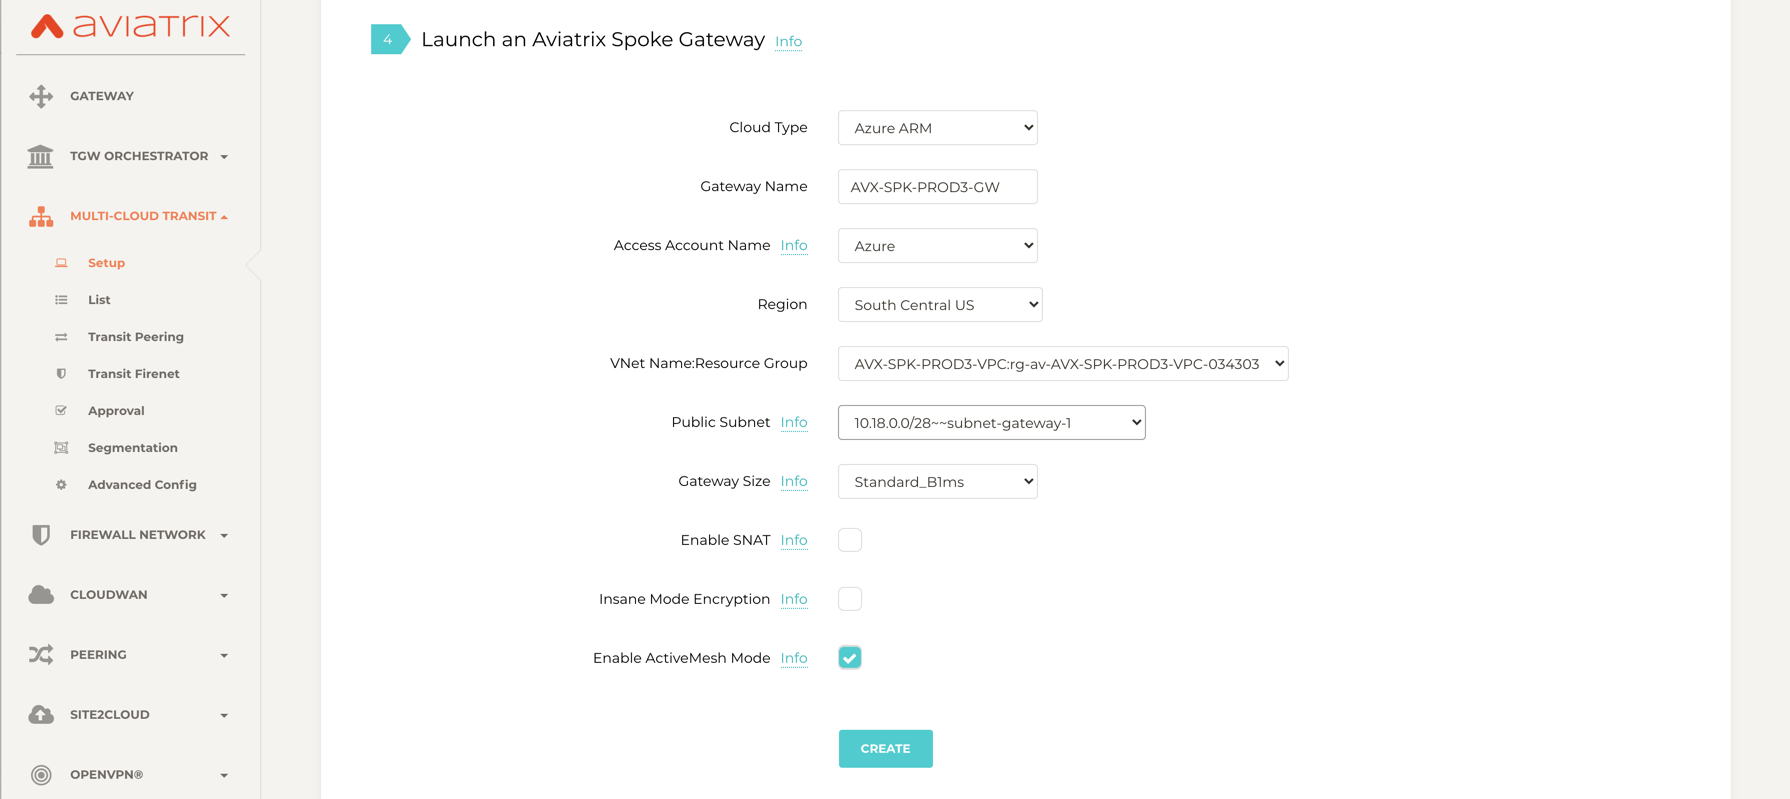 aviatrix
GATEWAY
TGW ORCHESTRATOR
MULTI-CLOUD TRANSIT
Setup
List
Transit Peering
Transit Firenet
Approval
Segmentation
Advanced Config
FIREWALL NETWORK
CLOUDWAN
PEERING
SITE2CLOUD
OPENVPN®
4 Launch an Aviatrix Spoke Gateway Info
Cloud Type Azure ARM
Gateway Name AVX-SPK-PROD3-GW
Access Account Name Info Azure
Region South Central US
VNet Name:Resource Group AVX-SPK-PROD3-VPC:rg-av-AVX-SPK-PROD3-VPC-034303
Public Subnet Info 10.18.0.0/28~~subnet-gateway-1
Gateway Size Info Standard_B1ms
Enable SNAT Info
Insane Mode Encryption Info
Enable ActiveMesh Mode Info
CREATE